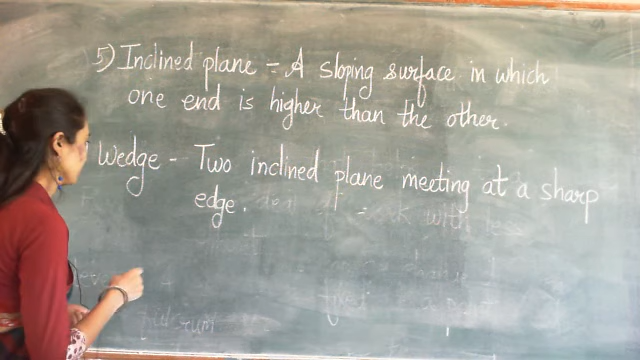 5) Inclined plane = A sloping surface in which
one end is higher than the other.
Wedge - Two inclined plane meeting at a sharp
edge.